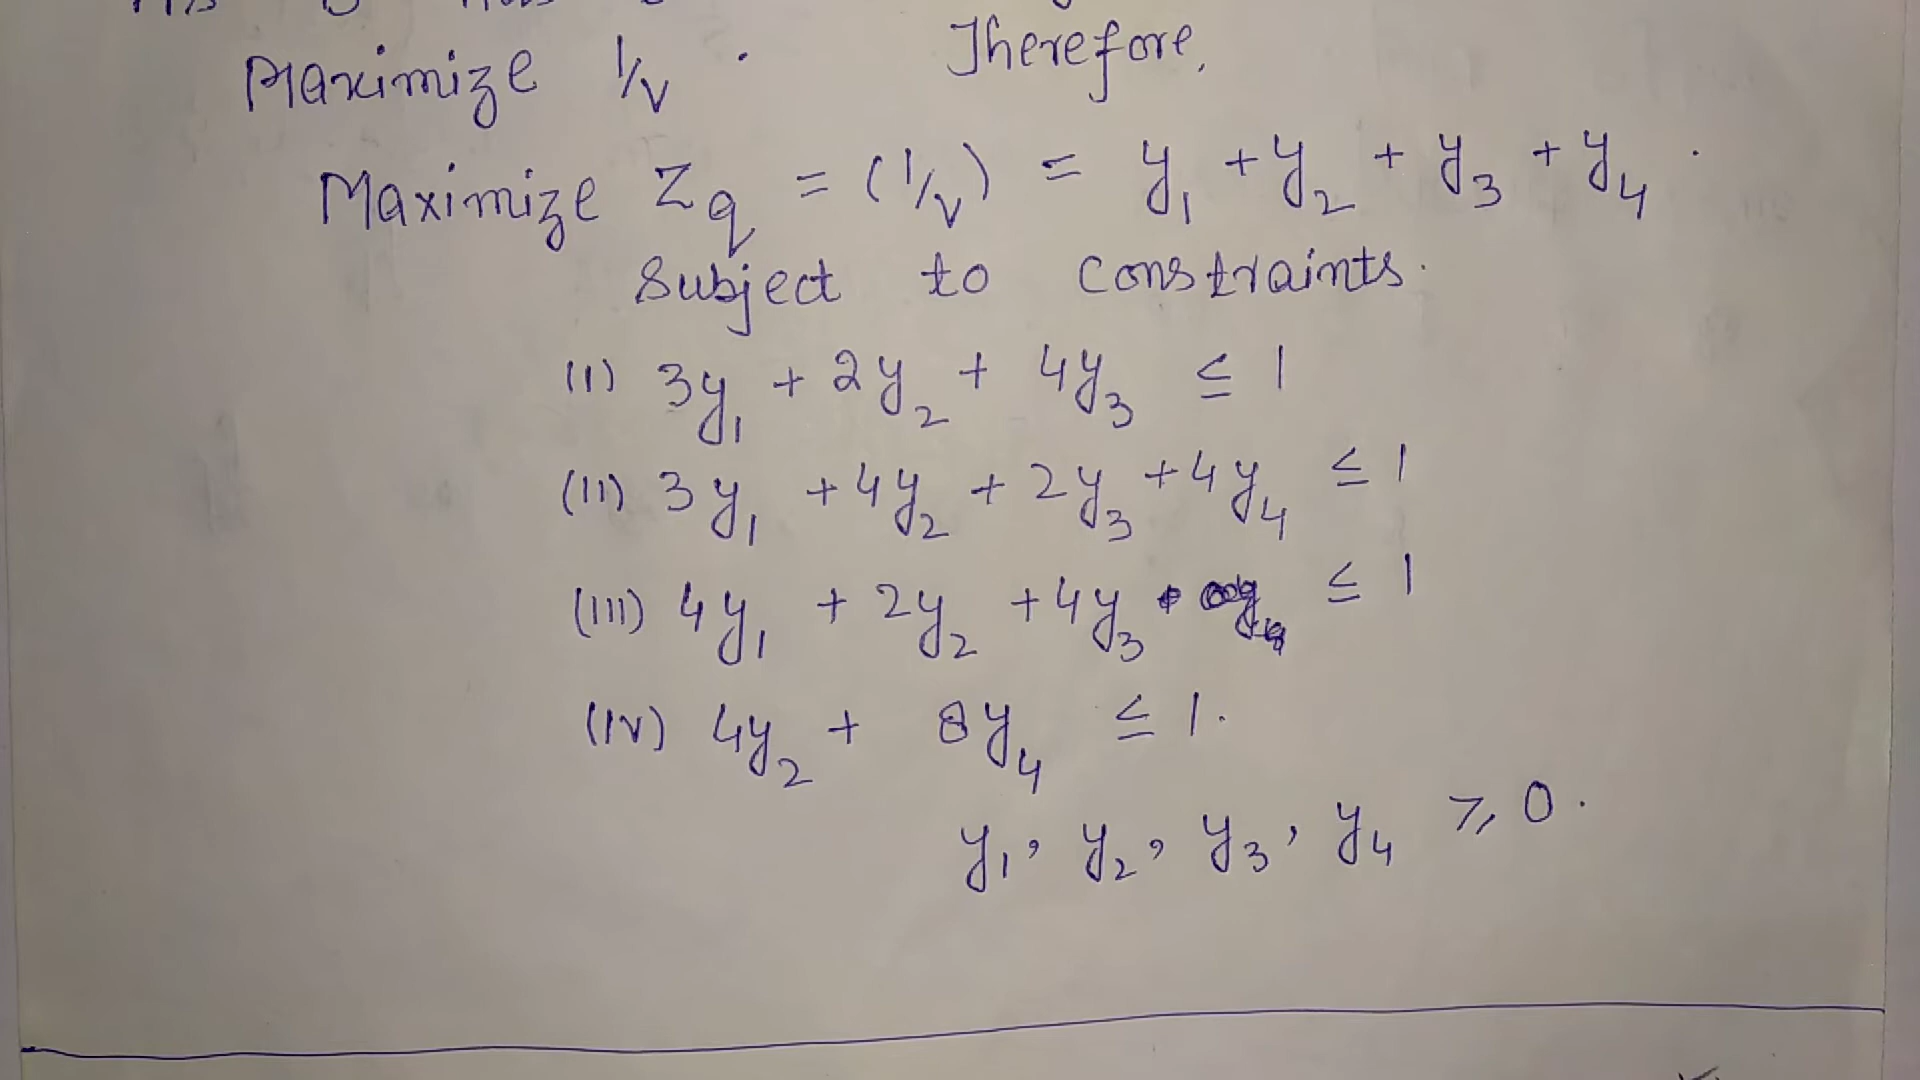 Maximize 1/v . Therefore,
Maximize Zq = (1/v) = y₁ + y₂ + y₃ + y₄ .
Subject to constraints.
(i) 3y₁ + 2y₂ + 4y₃ ≤ 1
(ii) 3y₁ + 4y₂ + 2y₃ + 4y₄ ≤ 1
(iii) 4y₁ + 2y₂ + 4y₃ ≤ 1
(iv) 4y₂ + 8y₄ ≤ 1.
y₁, y₂, y₃, y₄ ≥ 0.